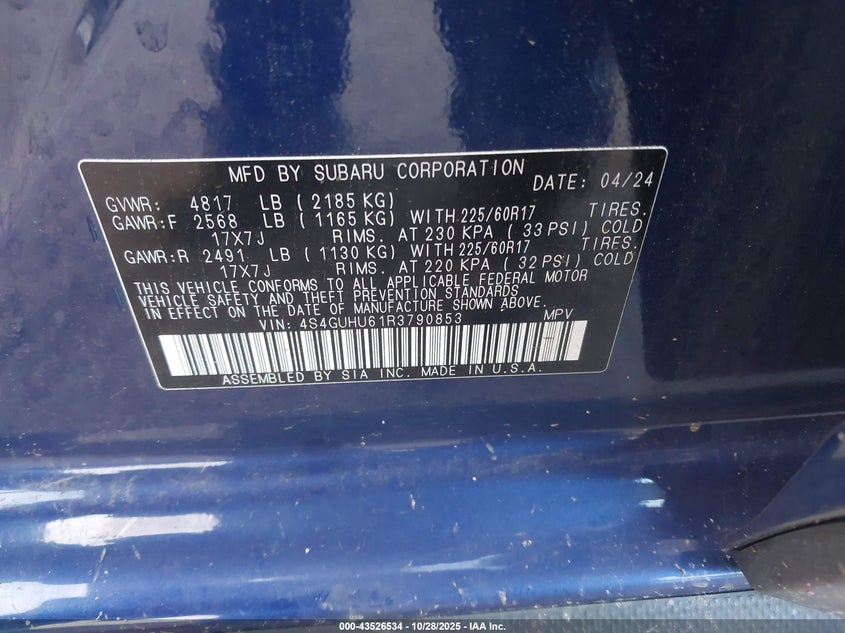 MFD BY SUBARU CORPORATION DATE: 04/24
GVWR: 4817 LB ( 2185 KG)
GAWR:F 2568 LB ( 1165 KG) WITH 225/60R17 TIRES.
17X7J RIMS. AT 230 KPA ( 33 PSI) COLD
GAWR:R 2491 LB ( 1130 KG) WITH 225/60R17 TIRES.
17X7J RIMS. AT 220 KPA ( 32 PSI) COLD
THIS VEHICLE CONFORMS TO ALL APPLICABLE FEDERAL MOTOR
VEHICLE SAFETY AND THEFT PREVENTION STANDARDS
IN EFFECT ON THE DATE OF MANUFACTURE SHOWN ABOVE.
VIN: 4S4GUHU61R3790853 MPV
ASSEMBLED BY SIA INC. MADE IN U.S.A.
000-43526534 - 10/28/2025 - IAA Inc.